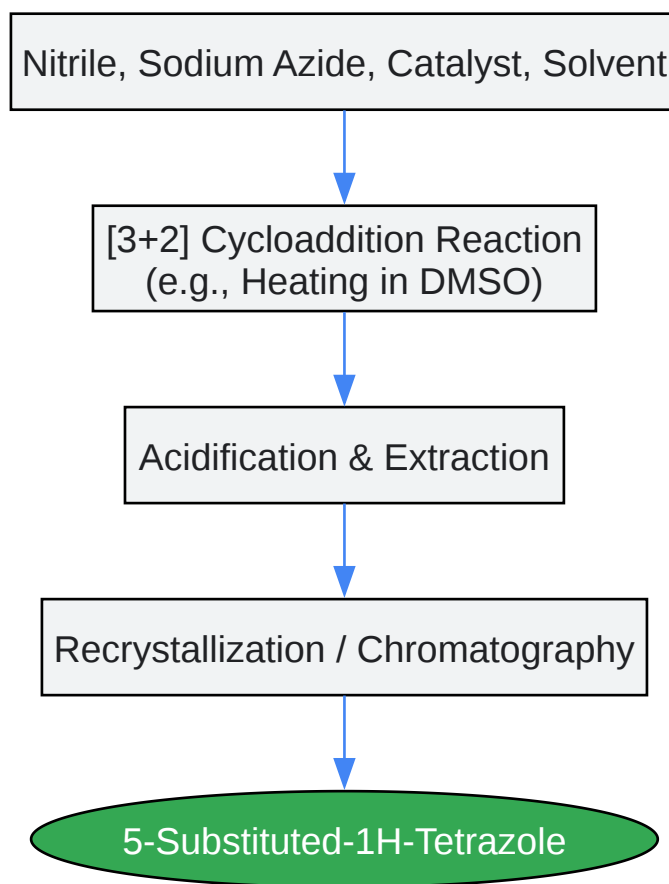 Nitrile, Sodium Azide, Catalyst, Solvent
[3+2] Cycloaddition Reaction
(e.g., Heating in DMSO)
Acidification & Extraction
Recrystallization / Chromatography
5-Substituted-1H-Tetrazole